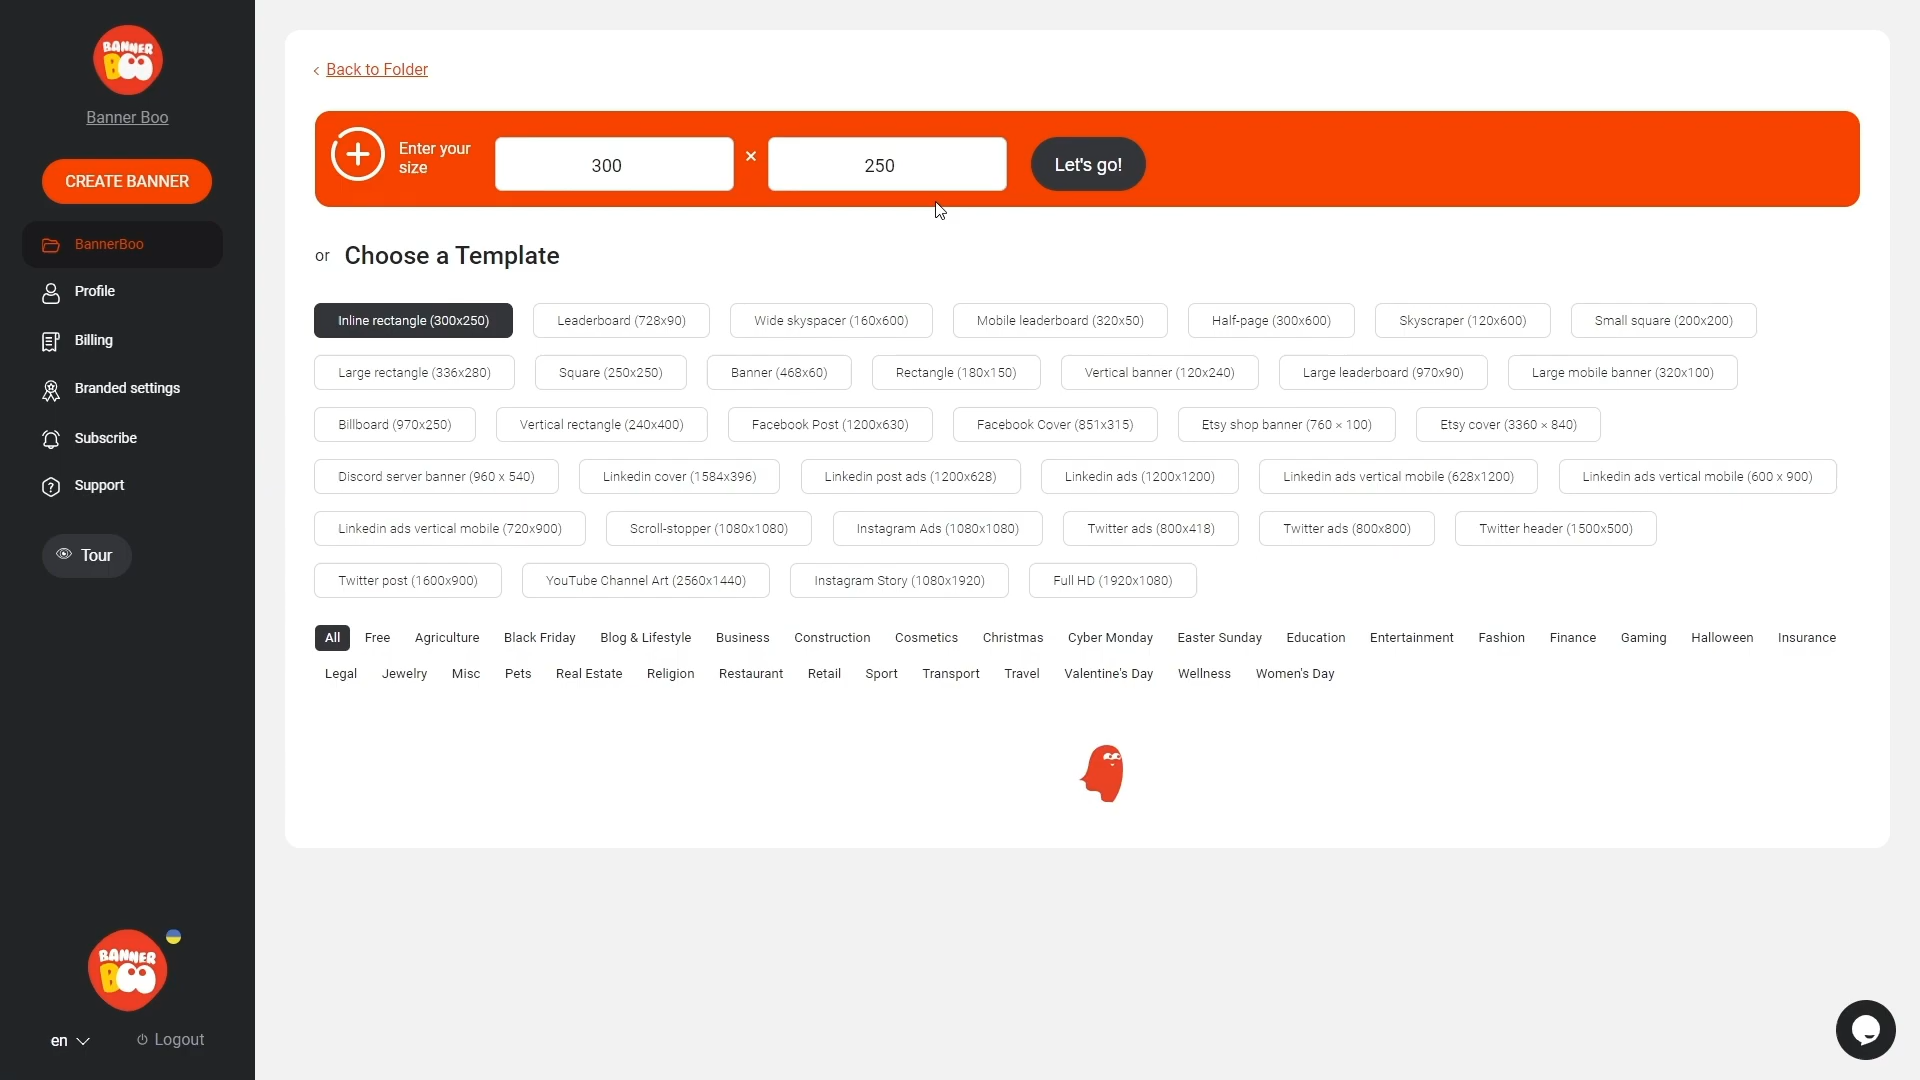 BANNER
BOO
Banner Boo
CREATE BANNER
BannerBoo
Profile
Billing
Branded settings
Subscribe
Support
Tour
BANNER
BOO
en
Logout
< Back to Folder
Enter your
size
300 × 250
Let's go!
or Choose a Template
Inline rectangle (300x250) Leaderboard (728x90) Wide skyspacer (160x600) Mobile leaderboard (320x50) Half-page (300x600) Skyscraper (120x600) Small square (200x200)
Large rectangle (336x280) Square (250x250) Banner (468x60) Rectangle (180x150) Vertical banner (120x240) Large leaderboard (970x90) Large mobile banner (320x100)
Billboard (970x250) Vertical rectangle (240x400) Facebook Post (1200x630) Facebook Cover (851x315) Etsy shop banner (760 × 100) Etsy cover (3360 × 840)
Discord server banner (960 x 540) Linkedin cover (1584x396) Linkedin post ads (1200x628) Linkedin ads (1200x1200) Linkedin ads vertical mobile (628x1200) Linkedin ads vertical mobile (600 x 900)
Linkedin ads vertical mobile (720x900) Scroll-stopper (1080x1080) Instagram Ads (1080x1080) Twitter ads (800x418) Twitter ads (800x800) Twitter header (1500x500)
Twitter post (1600x900) YouTube Channel Art (2560x1440) Instagram Story (1080x1920) Full HD (1920x1080)
All Free Agriculture Black Friday Blog & Lifestyle Business Construction Cosmetics Christmas Cyber Monday Easter Sunday Education Entertainment Fashion Finance Gaming Halloween Insurance
Legal Jewelry Misc Pets Real Estate Religion Restaurant Retail Sport Transport Travel Valentine's Day Wellness Women's Day